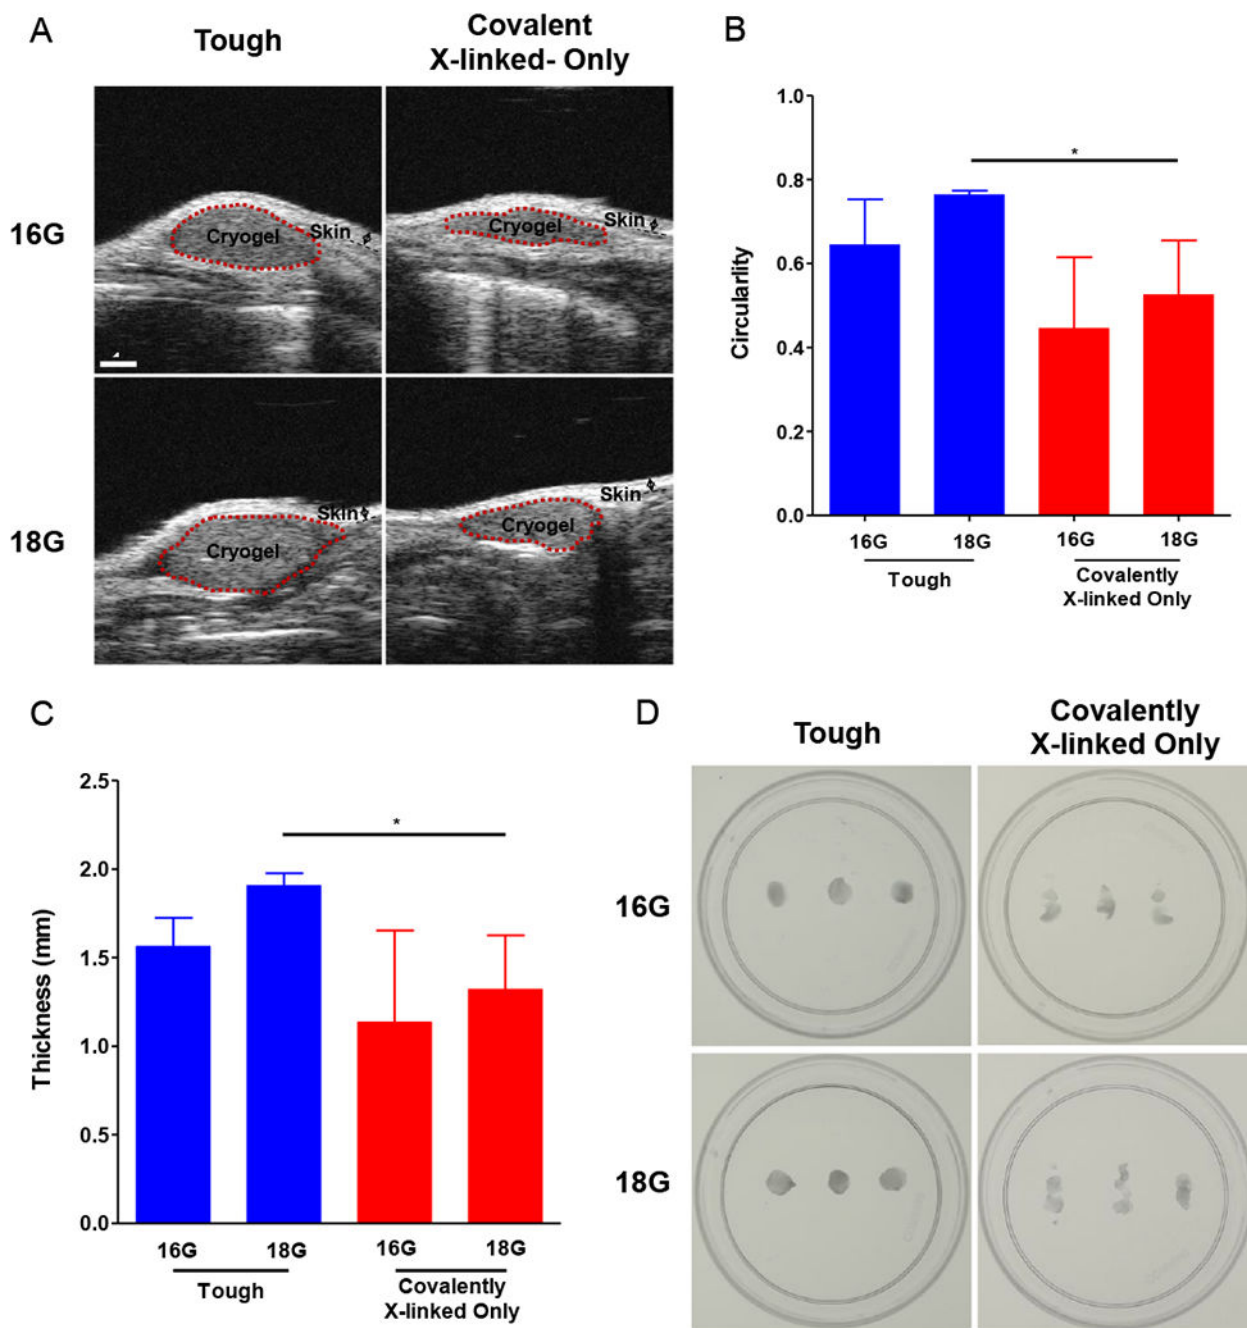 A
Tough
Covalent
X-linked- Only
16G
Cryogel
Skin
Cryogel
Skin
18G
Cryogel
Skin
Cryogel
Skin
B
Circularlity
1.0
0.8
0.6
0.4
0.2
0.0
*
16G
18G
16G
18G
Tough
Covalently
X-linked Only
C
Thickness (mm)
2.5
2.0
1.5
1.0
0.5
0.0
*
16G
18G
16G
18G
Tough
Covalently
X-linked Only
D
Tough
Covalently
X-linked Only
16G
18G